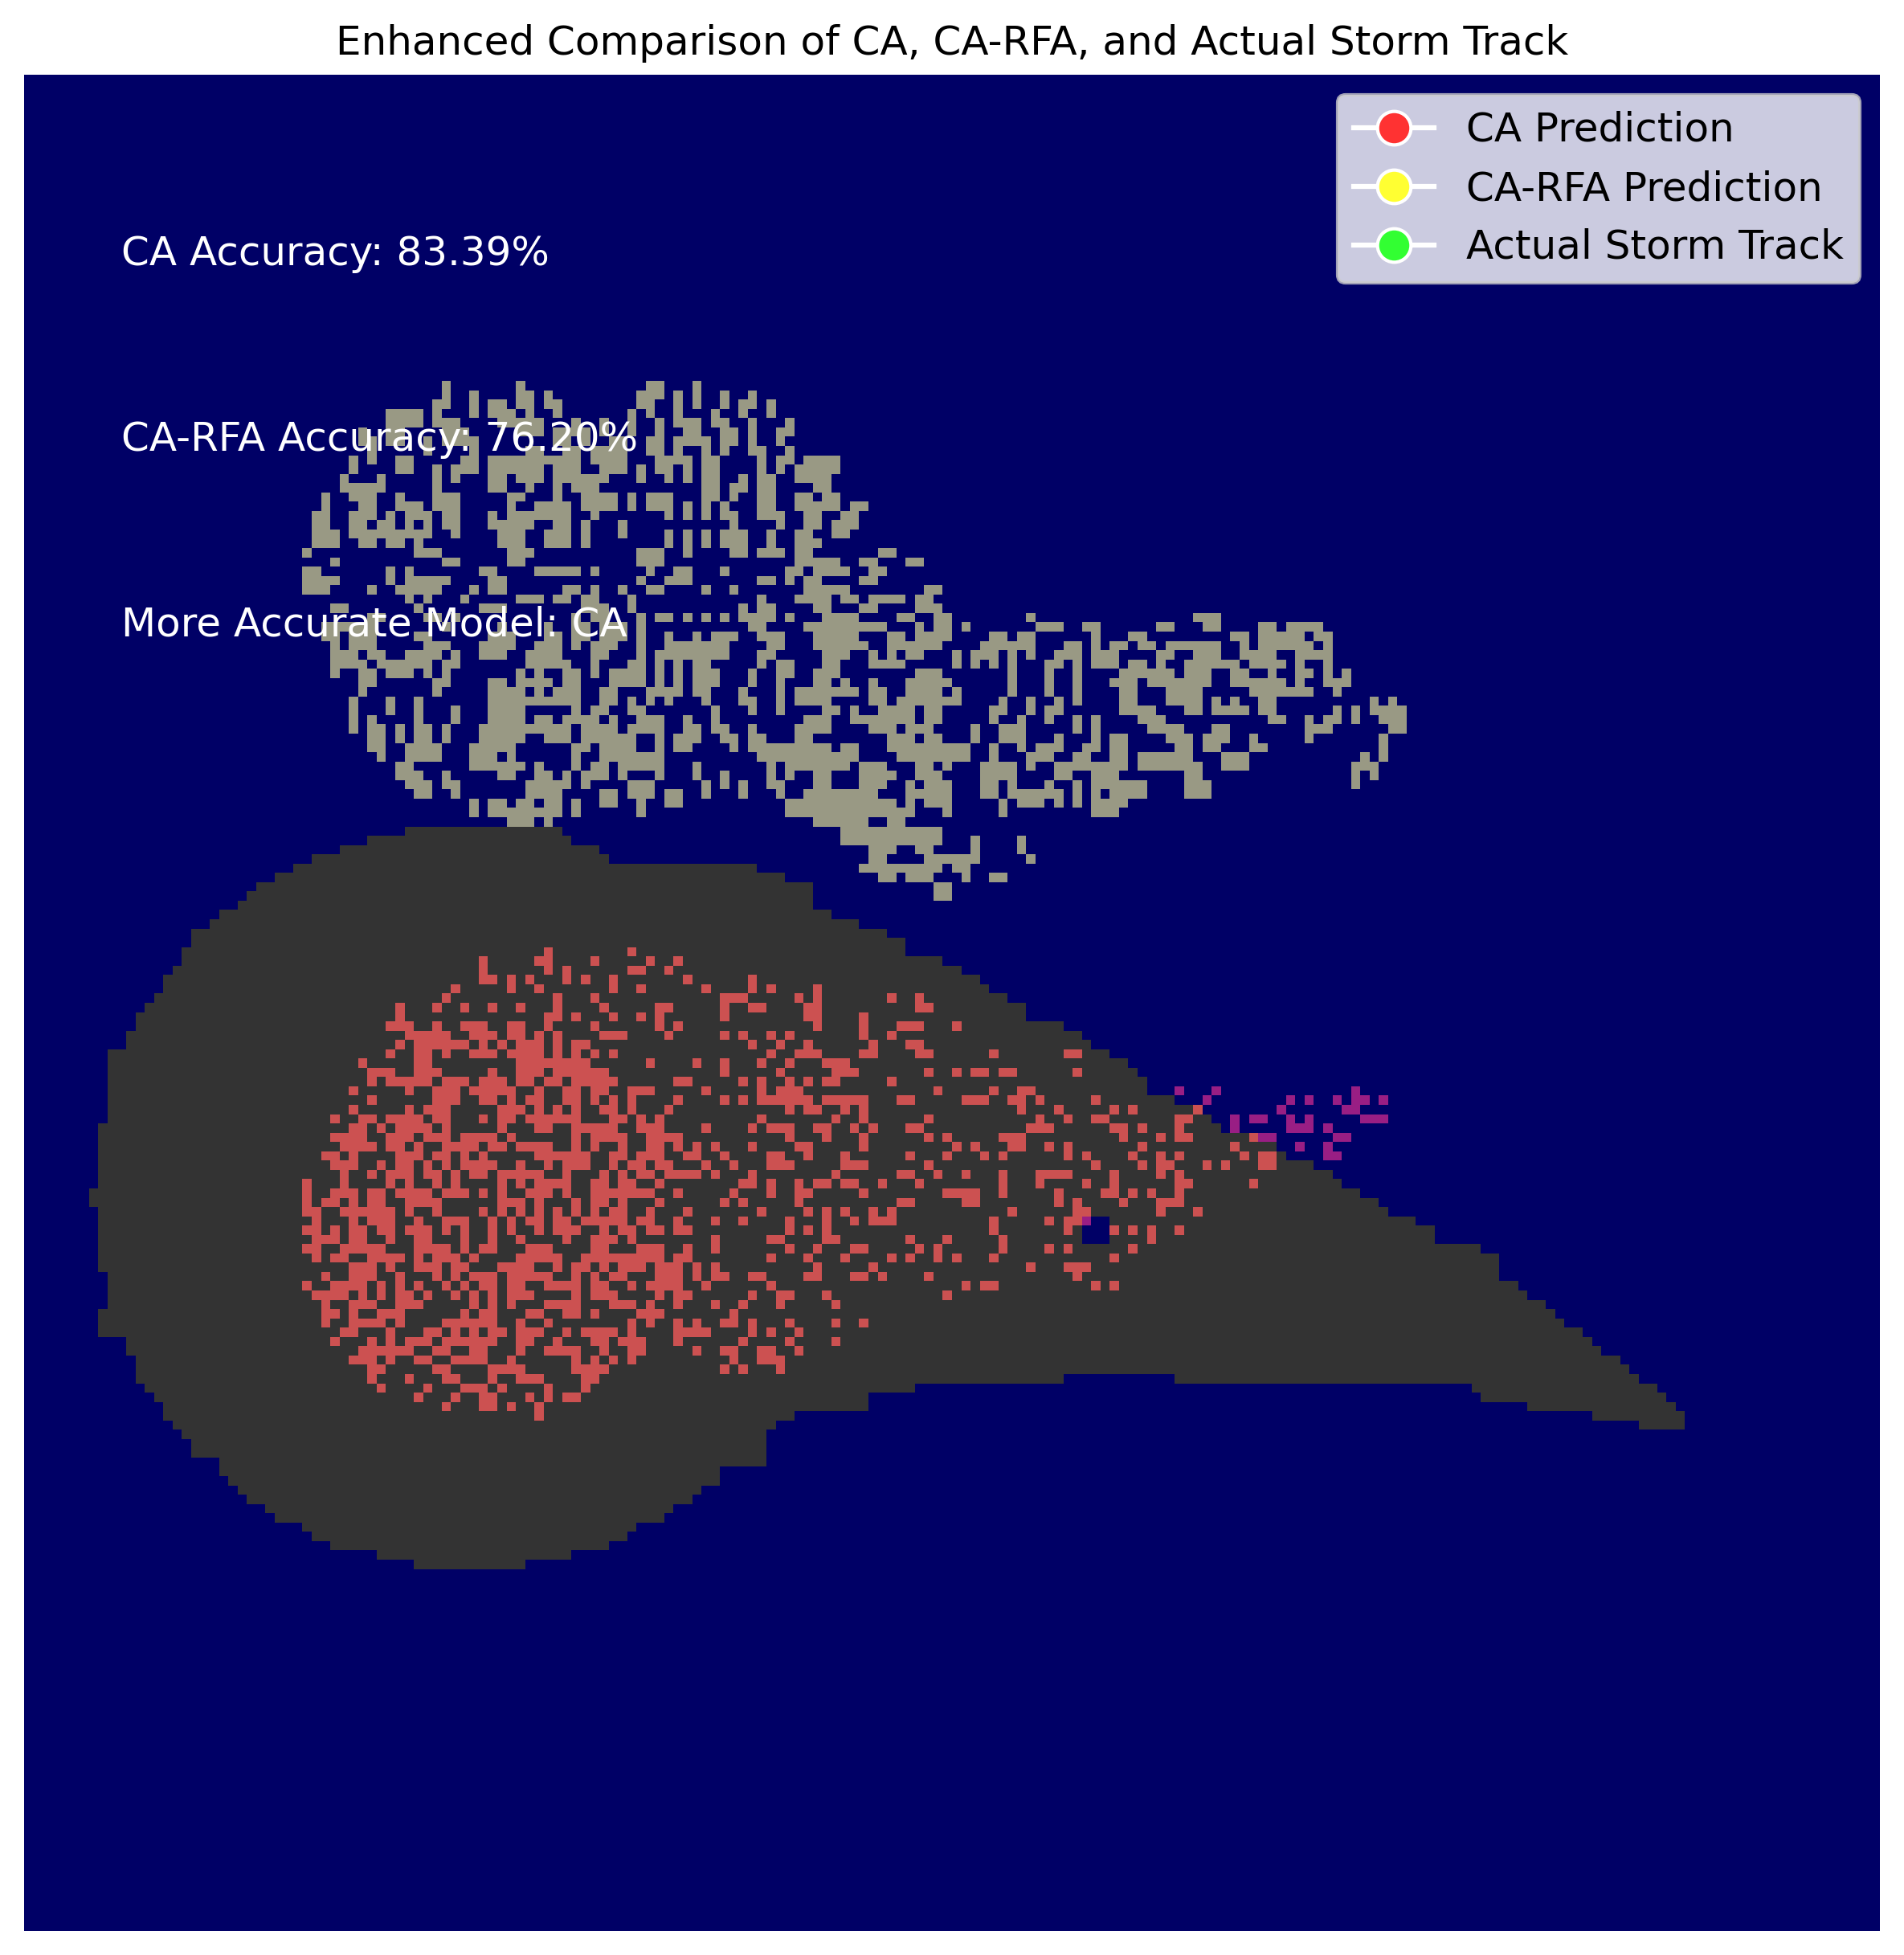 Enhanced Comparison of CA, CA-RFA, and Actual Storm Track
CA Prediction
CA-RFA Prediction
Actual Storm Track
CA Accuracy: 83.39%
CA-RFA Accuracy: 76.20%
More Accurate Model: CA